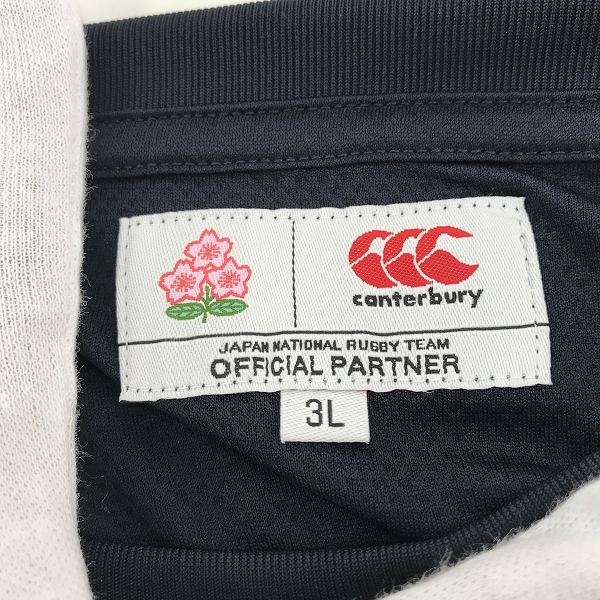 canterbury
JAPAN NATIONAL RUGBY TEAM
OFFICIAL PARTNER
3L